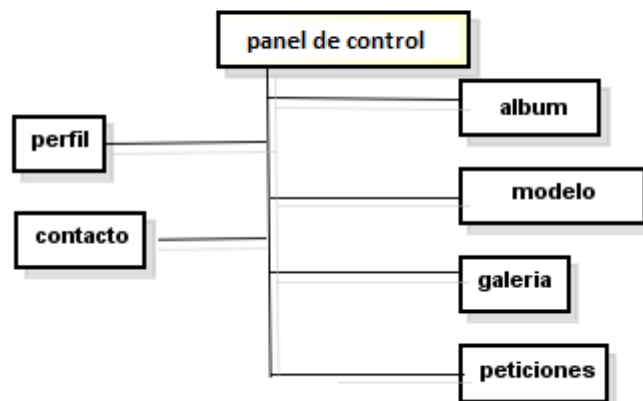 panel de control
album
perfil
modelo
contacto
galeria
peticiones